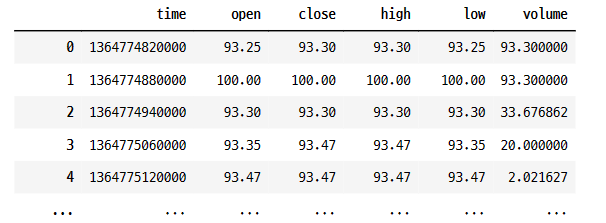 time open close high low volume
0 1364774820000 93.25 93.30 93.30 93.25 93.300000
1 1364774880000 100.00 100.00 100.00 100.00 93.300000
2 1364774940000 93.30 93.30 93.30 93.30 33.676862
3 1364775060000 93.35 93.47 93.47 93.35 20.000000
4 1364775120000 93.47 93.47 93.47 93.47 2.021627
... ... ... ... ... ... ...